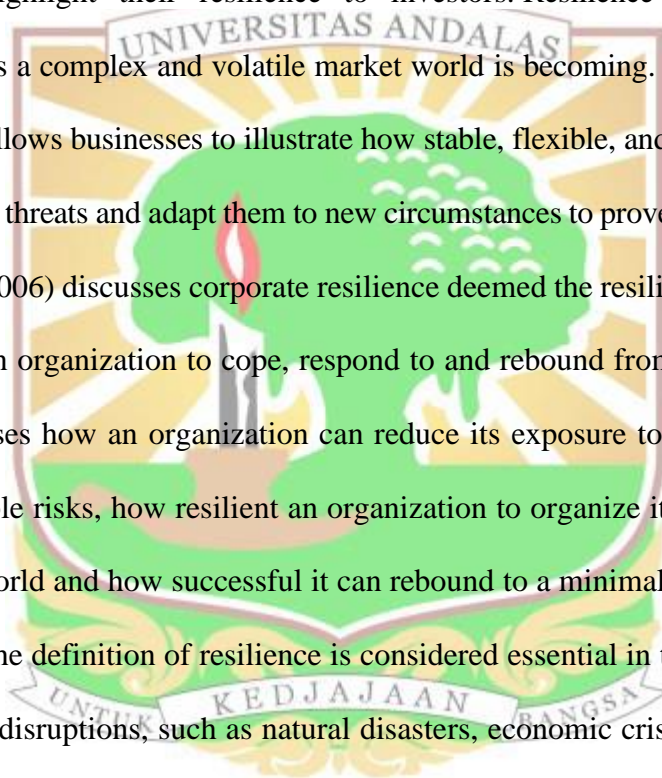 ghlight their resilience to investors. Resilience
UNIVERSITAS ANDALAS
s a complex and volatile market world is becoming.
llows businesses to illustrate how stable, flexible, and
threats and adapt them to new circumstances to prove
006) discusses corporate resilience deemed the resili
n organization to cope, respond to and rebound from
ses how an organization can reduce its exposure to
le risks, how resilient an organization to organize it
orld and how successful it can rebound to a minimal
ne definition of resilience is considered essential in t
UNTUK KEDJAJAAN BANGSA
disruptions, such as natural disasters, economic cris